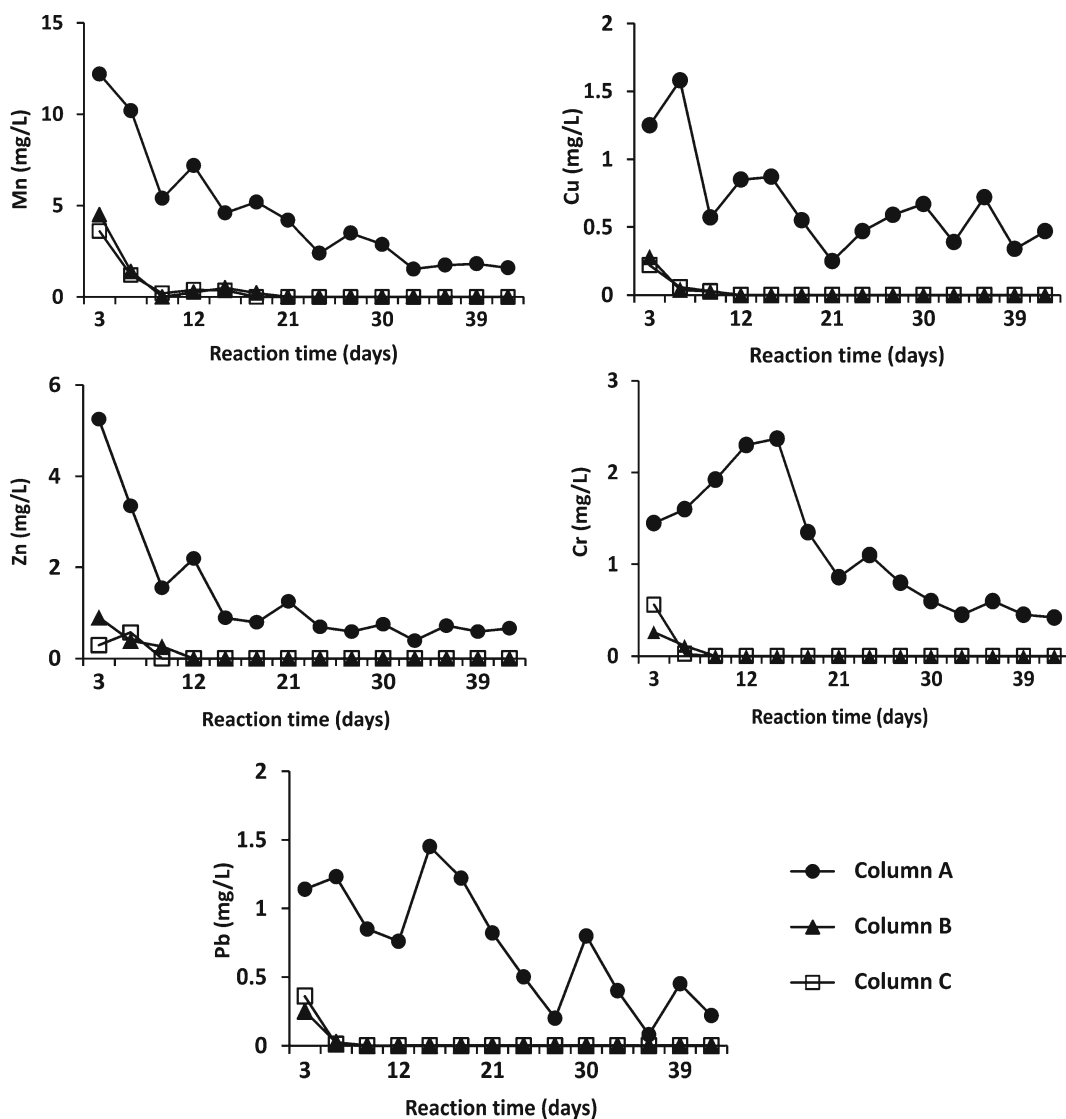 Mn (mg/L)
15
10
5
0
3 12 21 30 39
Reaction time (days)
Cu (mg/L)
2
1.5
1
0.5
0
3 12 21 30 39
Reaction time (days)
Zn (mg/L)
6
4
2
0
3 12 21 30 39
Reaction time (days)
Cr (mg/L)
3
2
1
0
3 12 21 30 39
Reaction time (days)
Pb (mg/L)
2
1.5
1
0.5
0
3 12 21 30 39
Reaction time (days)
Column A
Column B
Column C